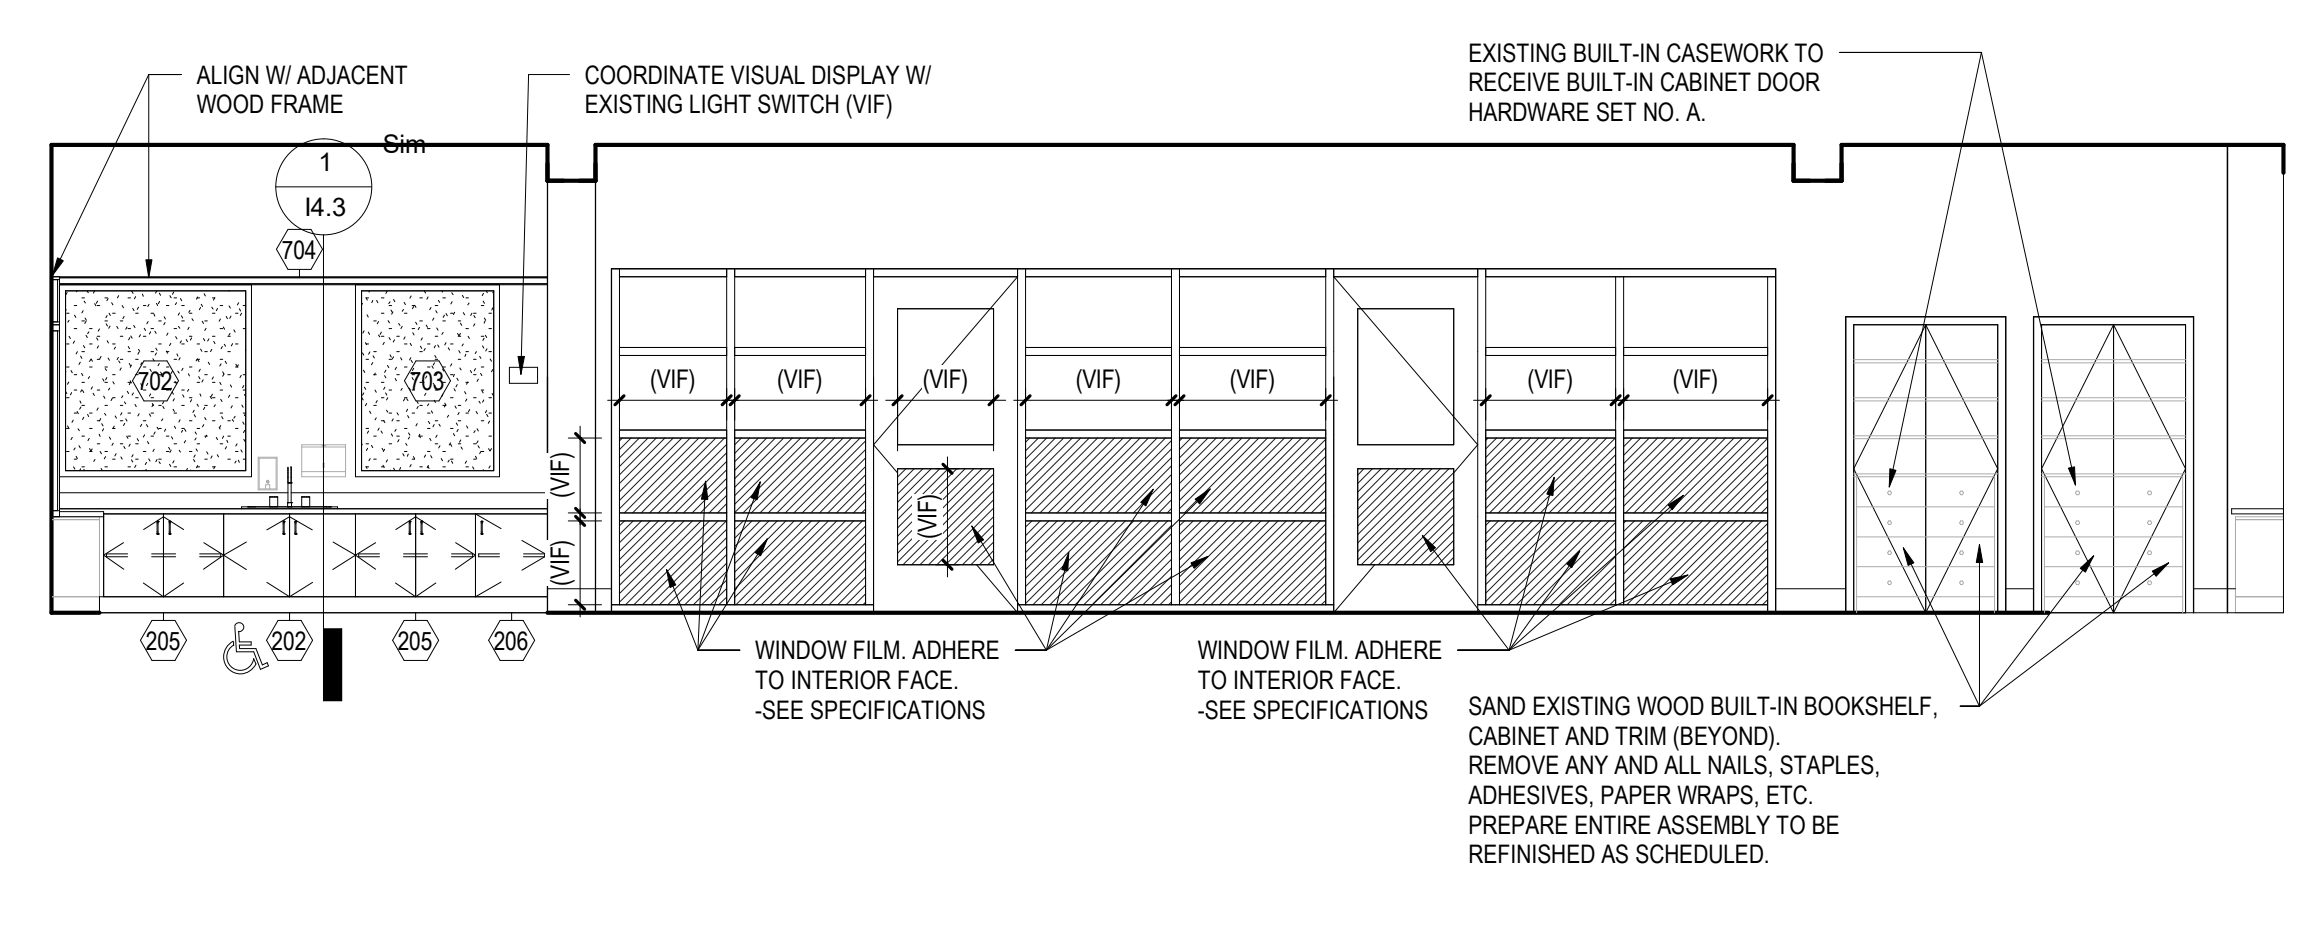 EXISTING BUILT-IN CASEWORK TO
RECEIVE BUILT-IN CABINET DOOR
HARDWARE SET NO. A.
ALIGN W/ ADJACENT
WOOD FRAME
COORDINATE VISUAL DISPLAY W/
EXISTING LIGHT SWITCH (VIF)
Sim
1
I4.3
704
702
703
(VIF)
(VIF)
(VIF)
(VIF)
(VIF)
(VIF)
(VIF)
(VIF)
(VIF)
(VIF)
205
202
205
206
WINDOW FILM. ADHERE
TO INTERIOR FACE.
-SEE SPECIFICATIONS
WINDOW FILM. ADHERE
TO INTERIOR FACE.
-SEE SPECIFICATIONS
SAND EXISTING WOOD BUILT-IN BOOKSHELF,
CABINET AND TRIM (BEYOND).
REMOVE ANY AND ALL NAILS, STAPLES,
ADHESIVES, PAPER WRAPS, ETC.
PREPARE ENTIRE ASSEMBLY TO BE
REFINISHED AS SCHEDULED.